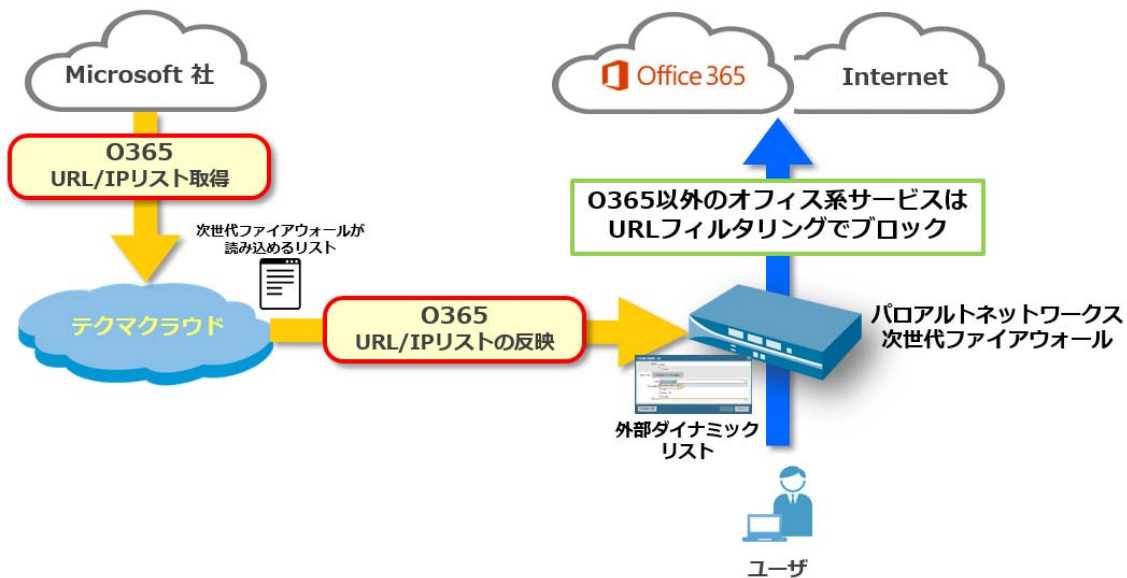 Microsoft 社
Office 365
Internet
O365
URL/IPリスト取得
O365以外のオフィス系サービスは
URLフィルタリングでブロック
次世代ファイアウォールが
読み込めるリスト
テクマクラウド
O365
URL/IPリストの反映
パロアルトネットワークス
次世代ファイアウォール
外部ダイナミック
リスト
ユーザ